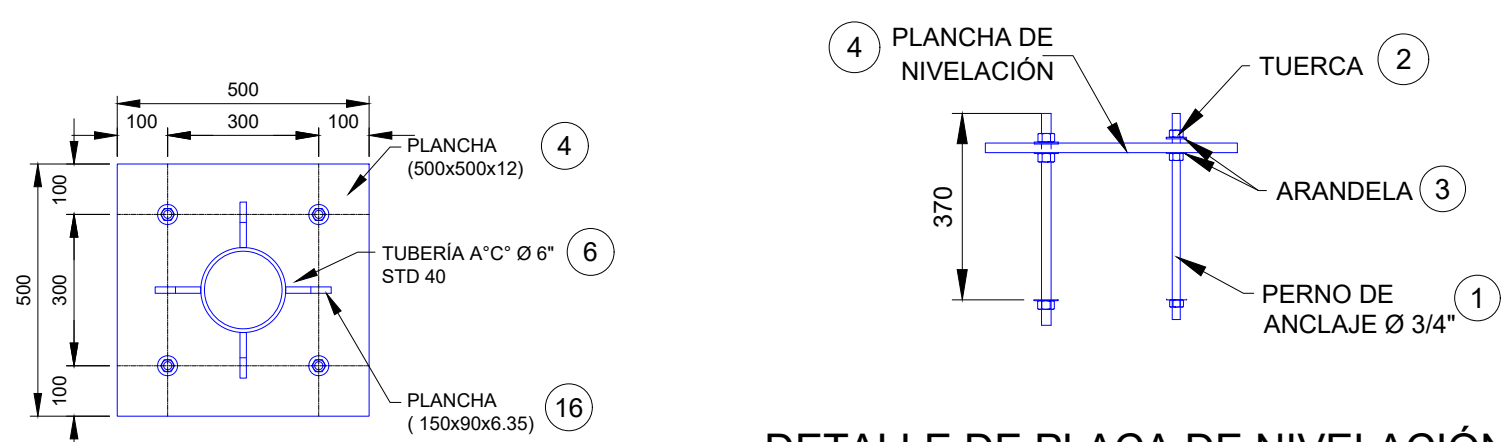 500
100
300
100
PLANCHA
(500x500x12)
4
100
500
300
100
TUBERÍA A°C° Ø 6"
STD 40
6
PLANCHA
( 150x90x6.35)
16
4
PLANCHA DE
NIVELACIÓN
TUERCA
2
370
ARANDELA
3
PERNO DE
ANCLAJE Ø 3/4"
1
DETALLE DE PLACA DE NIVELACIÓN